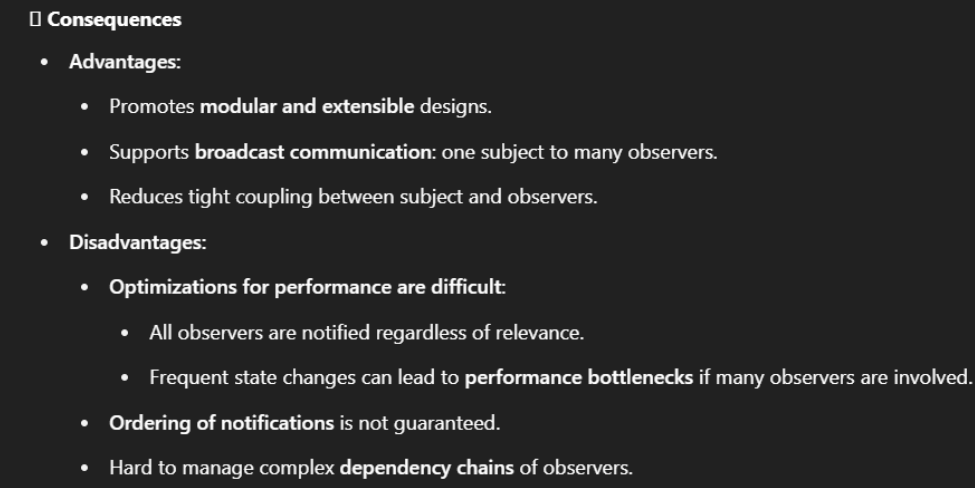 Consequences
• Advantages:
• Promotes modular and extensible designs.
• Supports broadcast communication: one subject to many observers.
• Reduces tight coupling between subject and observers.
• Disadvantages:
• Optimizations for performance are difficult:
• All observers are notified regardless of relevance.
• Frequent state changes can lead to performance bottlenecks if many observers are involved.
• Ordering of notifications is not guaranteed.
• Hard to manage complex dependency chains of observers.